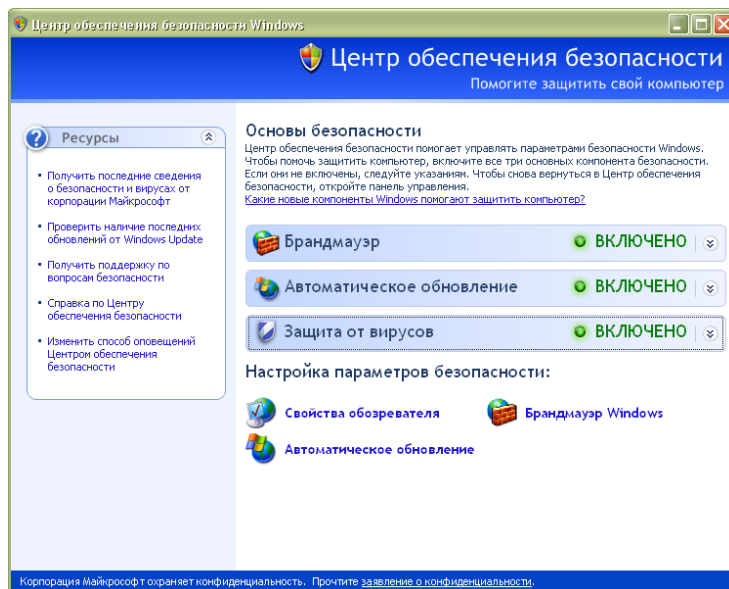 Центр обеспечения безопасности Windows
Центр обеспечения безопасности
Помогите защитить свой компьютер
Ресурсы
Получить последние сведения
о безопасности и вирусах от
корпорации Майкрософт
Проверить наличие последних
обновлений от Windows Update
Получить поддержку по
вопросам безопасности
Справка по Центру
обеспечения безопасности
Изменить способ оповещений
Центром обеспечения
безопасности
Основы безопасности
Центр обеспечения безопасности помогает управлять параметрами безопасности Windows.
Чтобы помочь защитить компьютер, включите все три основных компонента безопасности.
Если они не включены, следуйте указаниям. Чтобы снова вернуться в Центр обеспечения
безопасности, откройте панель управления.
Какие новые компоненты Windows помогают защитить компьютер?
Брандмауэр ВКЛЮЧЕНО
Автоматическое обновление ВКЛЮЧЕНО
Защита от вирусов ВКЛЮЧЕНО
Настройка параметров безопасности:
Свойства обозревателя Брандмауэр Windows
Автоматическое обновление
Корпорация Майкрософт охраняет конфиденциальность. Прочтите заявление о конфиденциальности.